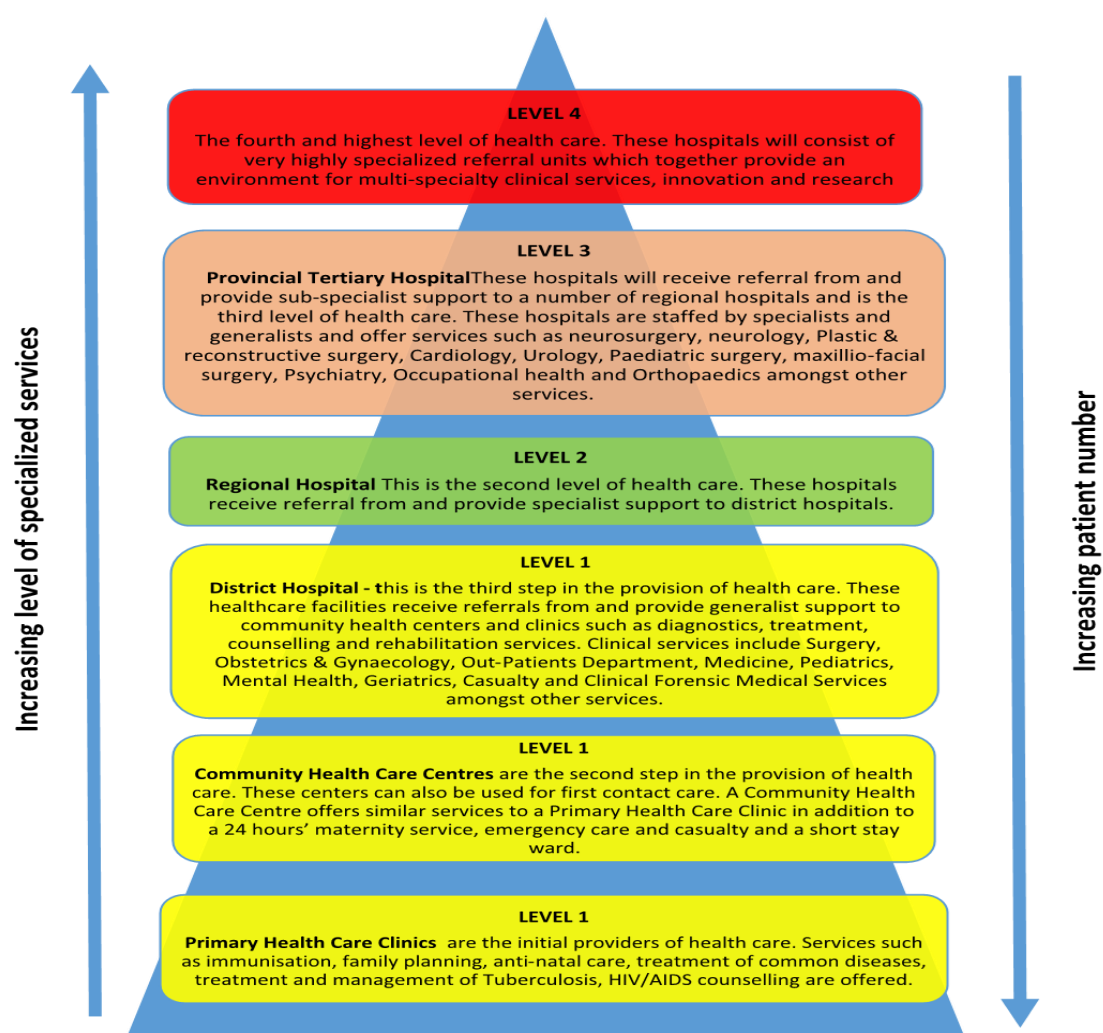 LEVEL 4
The fourth and highest level of health care. These hospitals will consist of
very highly specialized referral units which together provide an
environment for multi-specialty clinical services, innovation and research
LEVEL 3
Provincial Tertiary HospitalThese hospitals will receive referral from and
provide sub-specialist support to a number of regional hospitals and is the
third level of health care. These hospitals are staffed by specialists and
generalists and offer services such as neurosurgery, neurology, Plastic &
reconstructive surgery, Cardiology, Urology, Paediatric surgery, maxillio-facial
surgery, Psychiatry, Occupational health and Orthopaedics amongst other
services.
LEVEL 2
Regional Hospital This is the second level of health care. These hospitals
receive referral from and provide specialist support to district hospitals.
LEVEL 1
District Hospital - this is the third step in the provision of health care. These
healthcare facilities receive referrals from and provide generalist support to
community health centers and clinics such as diagnostics, treatment,
counselling and rehabilitation services. Clinical services include Surgery,
Obstetrics & Gynaecology, Out-Patients Department, Medicine, Pediatrics,
Mental Health, Geriatrics, Casualty and Clinical Forensic Medical Services
amongst other services.
LEVEL 1
Community Health Care Centres are the second step in the provision of health
care. These centers can also be used for first contact care. A Community Health
Care Centre offers similar services to a Primary Health Care Clinic in addition to
a 24 hours’ maternity service, emergency care and casualty and a short stay
ward.
LEVEL 1
Primary Health Care Clinics are the initial providers of health care. Services such
as immunisation, family planning, anti-natal care, treatment of common diseases,
treatment and management of Tuberculosis, HIV/AIDS counselling are offered.
Increasing level of specialized services
Increasing patient number